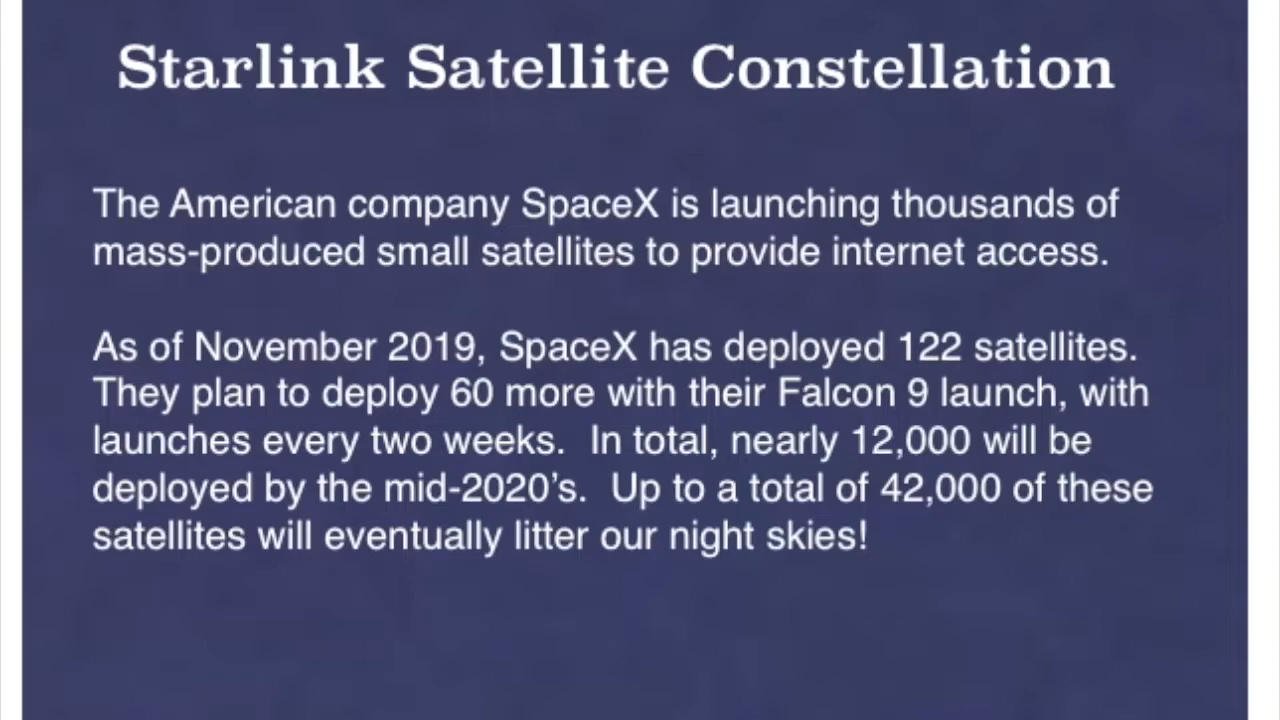 Starlink Satellite Constellation
The American company SpaceX is launching thousands of
mass-produced small satellites to provide internet access.
As of November 2019, SpaceX has deployed 122 satellites.
They plan to deploy 60 more with their Falcon 9 launch, with
launches every two weeks.  In total, nearly 12,000 will be
deployed by the mid-2020’s.  Up to a total of 42,000 of these
satellites will eventually litter our night skies!